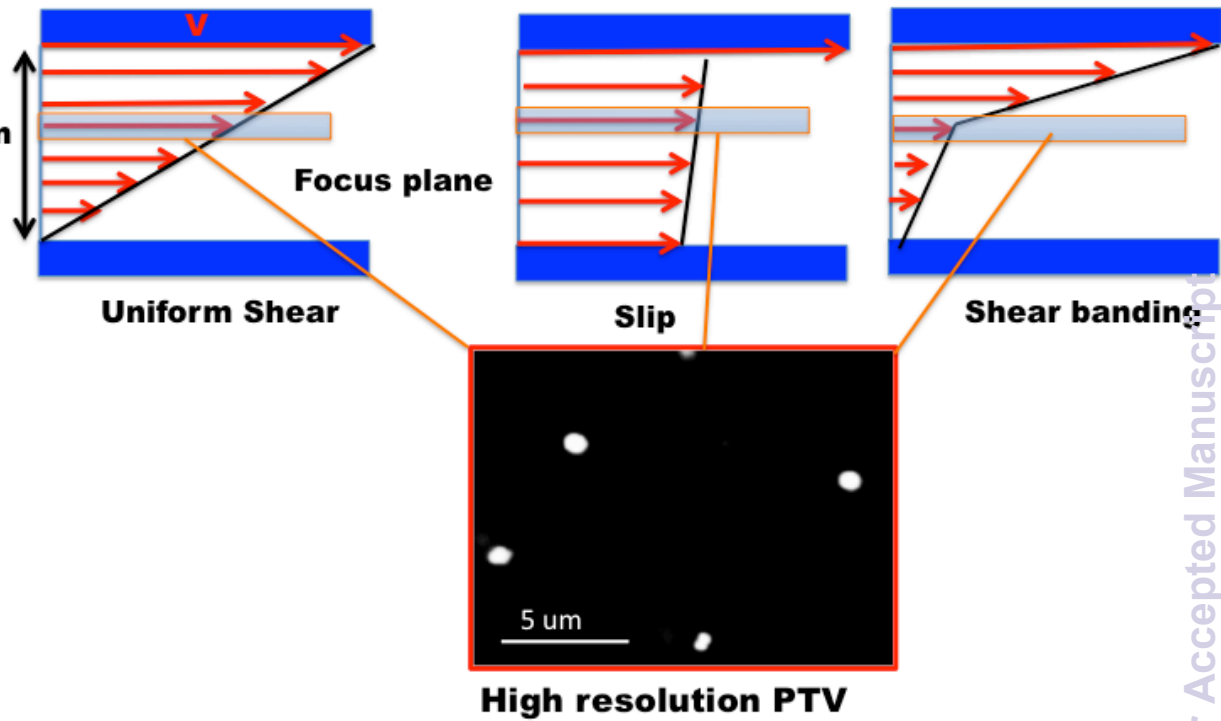 V
m
Focus plane
Uniform Shear
Slip
Shear banding
5 um
High resolution PTV
Accepted Manuscript